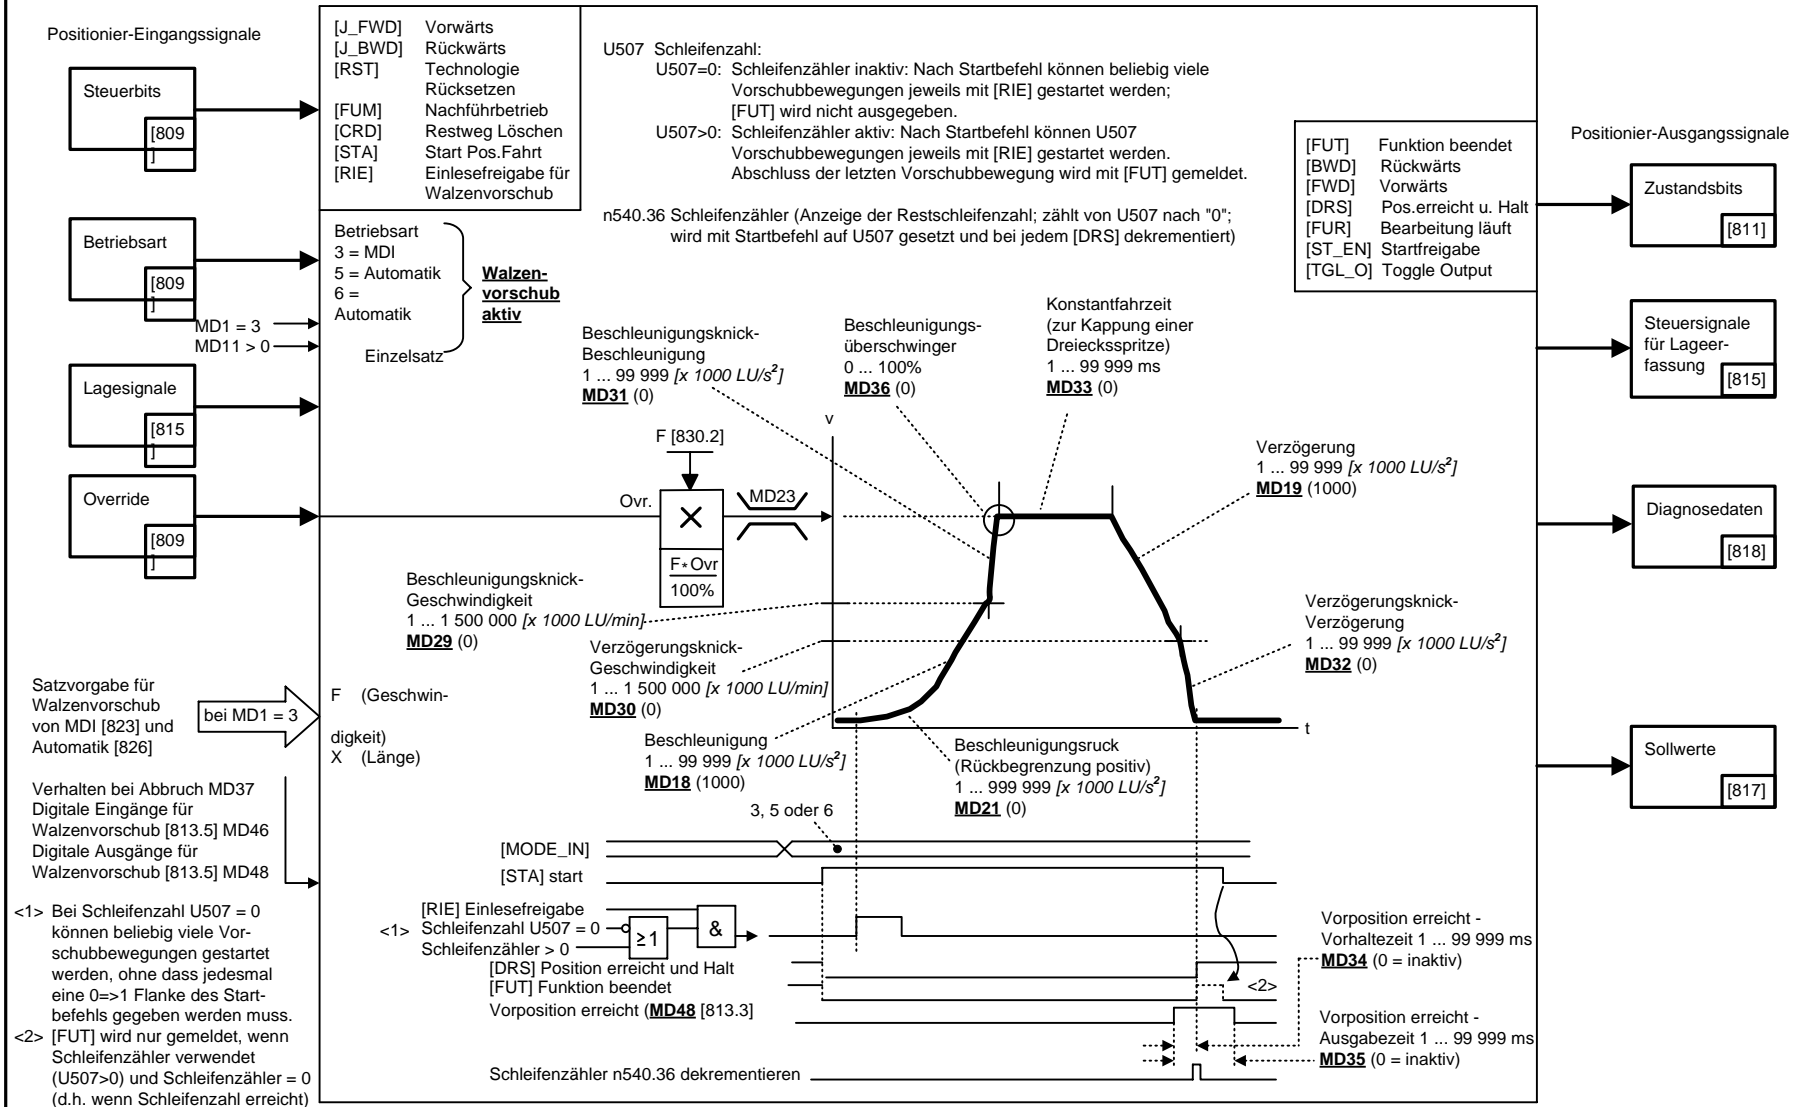 Positionier-Eingangssignale
Steuerbits
[809
]
Betriebsart
[809
]
MD1 = 3
MD11 > 0
Lagesignale
[815
]
Override
[809
]
Satzvorgabe für
Walzenvorschub
von MDI [823] und
Automatik [826]
bei MD1 = 3
Verhalten bei Abbruch MD37
Digitale Eingänge für
Walzenvorschub [813.5] MD46
Digitale Ausgänge für
Walzenvorschub [813.5] MD48
<1> Bei Schleifenzahl U507 = 0
können beliebig viele Vor-
schubbewegungen gestartet
werden, ohne dass jedesmal
eine 0=>1 Flanke des Start-
befehls gegeben werden muss.
<2> [FUT] wird nur gemeldet, wenn
Schleifenzähler verwendet
(U507>0) und Schleifenzähler = 0
(d.h. wenn Schleifenzahl erreicht)
[J_FWD] Vorwärts
[J_BWD] Rückwärts
[RST] Technologie
Rücksetzen
[FUM] Nachführbetrieb
[CRD] Restweg Löschen
[STA] Start Pos.Fahrt
[RIE] Einlesefreigabe für
Walzenvorschub
Betriebsart
3 = MDI
5 = Automatik
6 =
Automatik
Einzelsatz
Walzen-
vorschub
aktiv
F (Geschwin-
digkeit)
X (Länge)
U507 Schleifenzahl:
U507=0: Schleifenzähler inaktiv: Nach Startbefehl können beliebig viele
Vorschubbewegungen jeweils mit [RIE] gestartet werden;
[FUT] wird nicht ausgegeben.
U507>0: Schleifenzähler aktiv: Nach Startbefehl können U507
Vorschubbewegungen jeweils mit [RIE] gestartet werden.
Abschluss der letzten Vorschubbewegung wird mit [FUT] gemeldet.
n540.36 Schleifenzähler (Anzeige der Restschleifenzahl; zählt von U507 nach "0";
wird mit Startbefehl auf U507 gesetzt und bei jedem [DRS] dekrementiert)
Beschleunigungsknick-
Beschleunigung
1 ... 99 999 [x 1000 LU/s²]
MD31 (0)
Beschleunigungs-
überschwinger
0 ... 100%
MD36 (0)
Konstantfahrzeit
(zur Kappung einer
Dreiecksspritze)
1 ... 99 999 ms
MD33 (0)
Verzögerung
1 ... 99 999 [x 1000 LU/s²]
MD19 (1000)
F [830.2]
Ovr.
×
F*Ovr
100%
MD23
v
t
Beschleunigungsknick-
Geschwindigkeit
1 ... 1 500 000 [x 1000 LU/min]
MD29 (0)
Verzögerungsknick-
Geschwindigkeit
1 ... 1 500 000 [x 1000 LU/min]
MD30 (0)
Verzögerungsknick-
Verzögerung
1 ... 99 999 [x 1000 LU/s²]
MD32 (0)
Beschleunigung
1 ... 99 999 [x 1000 LU/s²]
MD18 (1000)
Beschleunigungsruck
(Rückbegrenzung positiv)
1 ... 999 999 [x 1000 LU/s²]
MD21 (0)
3, 5 oder 6
[MODE_IN]
[STA] start
[RIE] Einlesefreigabe
<1> Schleifenzahl U507 = 0
Schleifenzähler > 0
≥1
&
[DRS] Position erreicht und Halt
[FUT] Funktion beendet
<2>
Vorposition erreicht (MD48 [813.3]
Schleifenzähler n540.36 dekrementieren
Vorposition erreicht -
Vorhaltezeit 1 ... 99 999 ms
MD34 (0 = inaktiv)
Vorposition erreicht -
Ausgabezeit 1 ... 99 999 ms
MD35 (0 = inaktiv)
[FUT] Funktion beendet
[BWD] Rückwärts
[FWD] Vorwärts
[DRS] Pos.erreicht u. Halt
[FUR] Bearbeitung läuft
[ST_EN] Startfreigabe
[TGL_O] Toggle Output
Positionier-Ausgangssignale
Zustandsbits
[811]
Steuersignale
für Lageer-
fassung
[815]
Diagnosedaten
[818]
Sollwerte
[817]